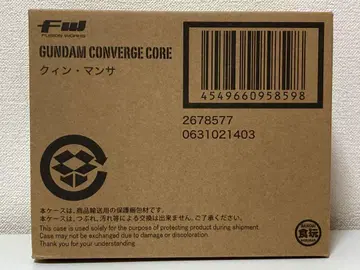 FW
FUSION WORKS
GUNDAM CONVERGE CORE
クィン・マンサ
4549660958598
2678577
0631021403
本ケースは、商品輸送用の保護梱包材です。
本ケースは、つぶれ、汚れ等による交換は出来ません。ご了承ください。
This case is used solely for the purpose of protecting product during shipment.
Case may not be exchanged due to damage or discoloration.
Thank you for your understanding.
食玩